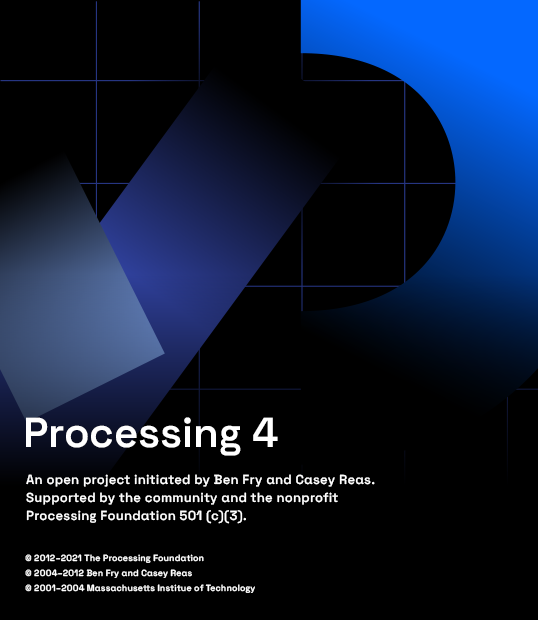 Processing 4
An open project initiated by Ben Fry and Casey Reas.
Supported by the community and the nonprofit
Processing Foundation 501 (c)(3).
© 2012–2021 The Processing Foundation
© 2004–2012 Ben Fry and Casey Reas
© 2001–2004 Massachusetts Institue of Technology